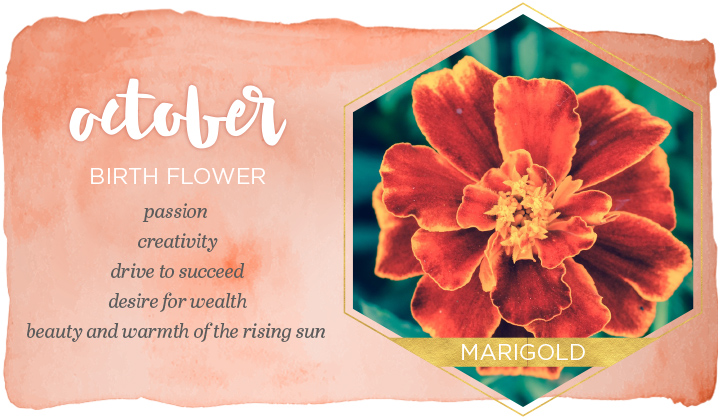 october
BIRTH FLOWER
passion
creativity
drive to succeed
desire for wealth
beauty and warmth of the rising sun
MARIGOLD